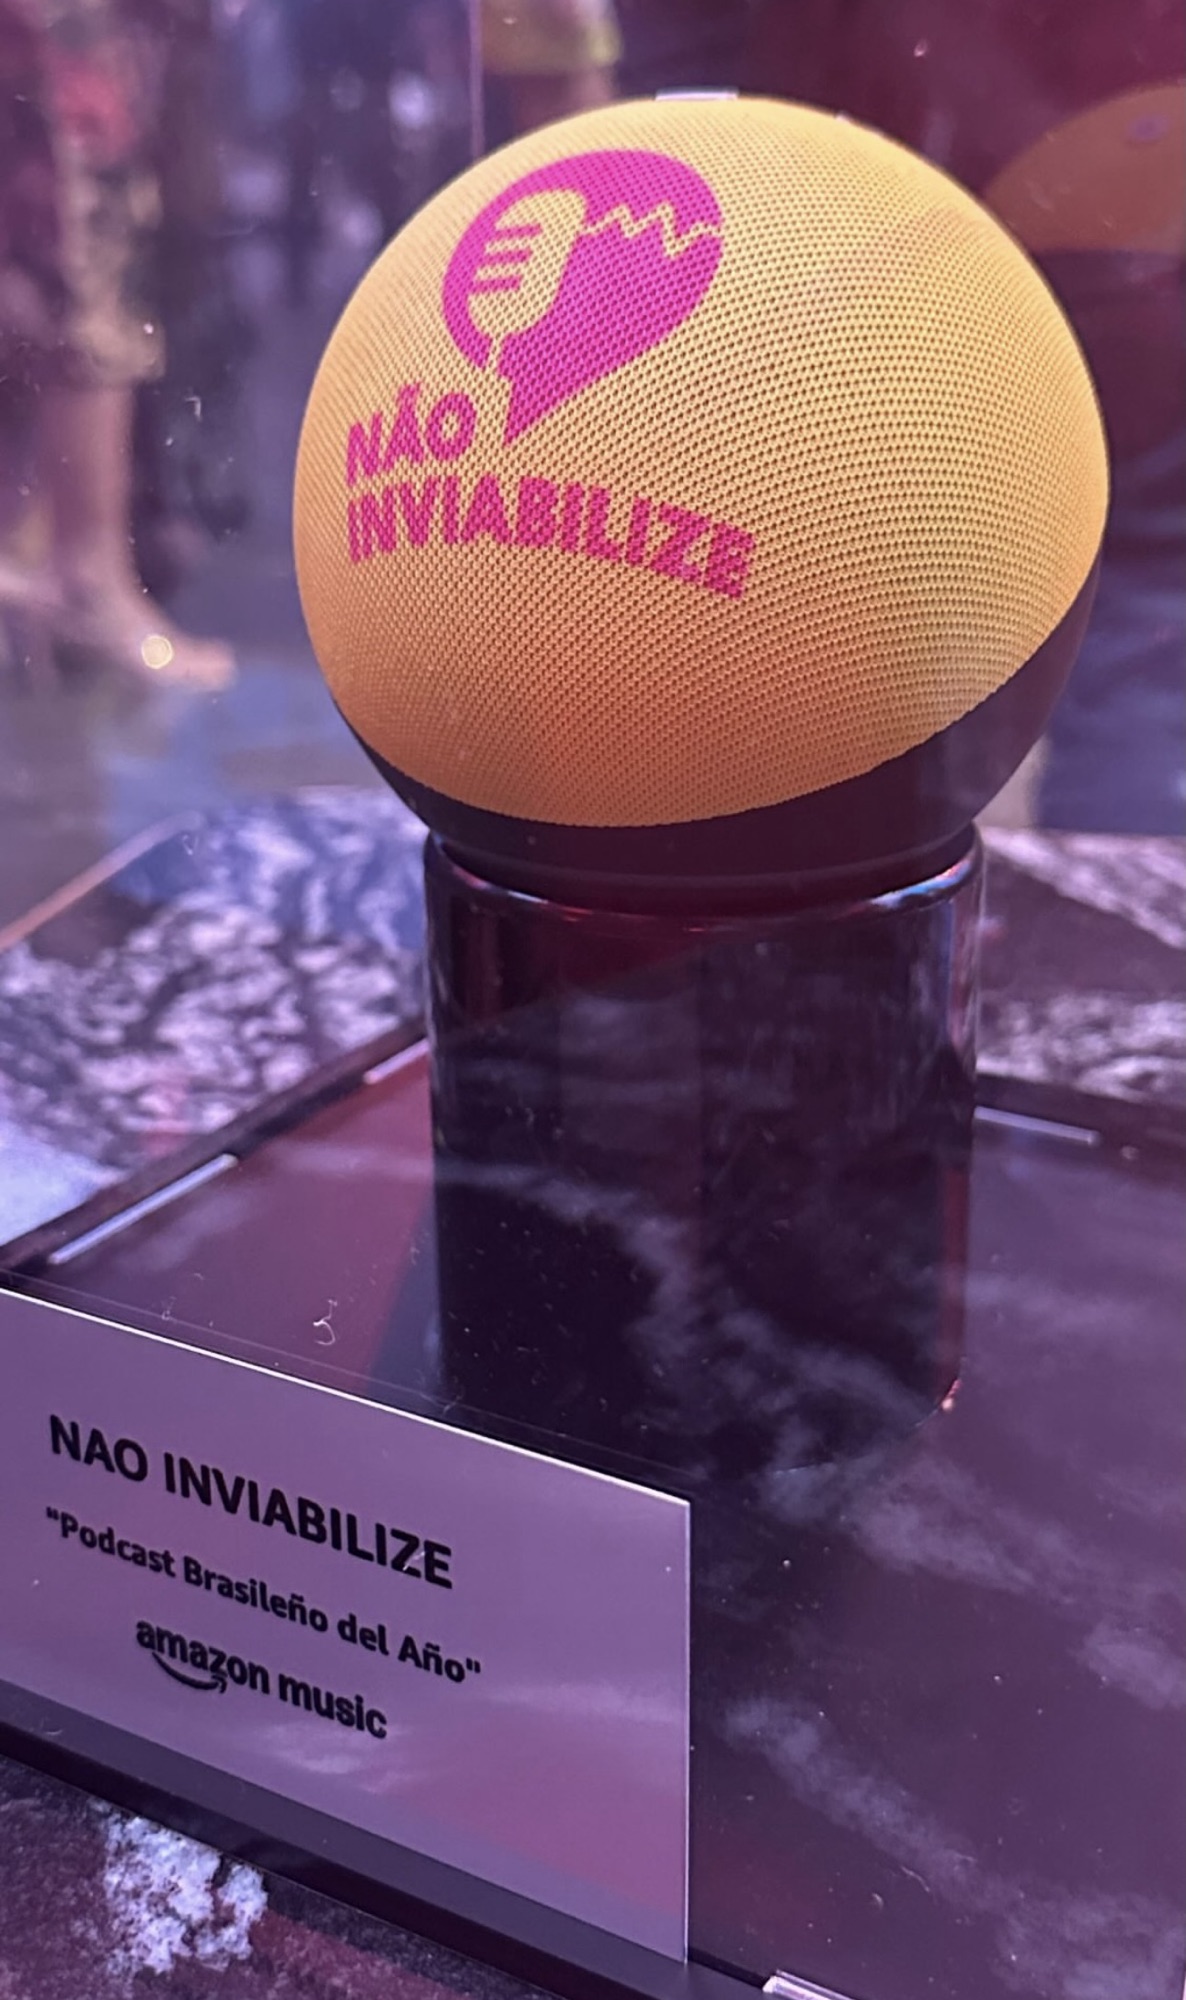 NÃO
INVIABILIZE
NAO INVIABILIZE
"Podcast Brasileño del Año"
amazon music